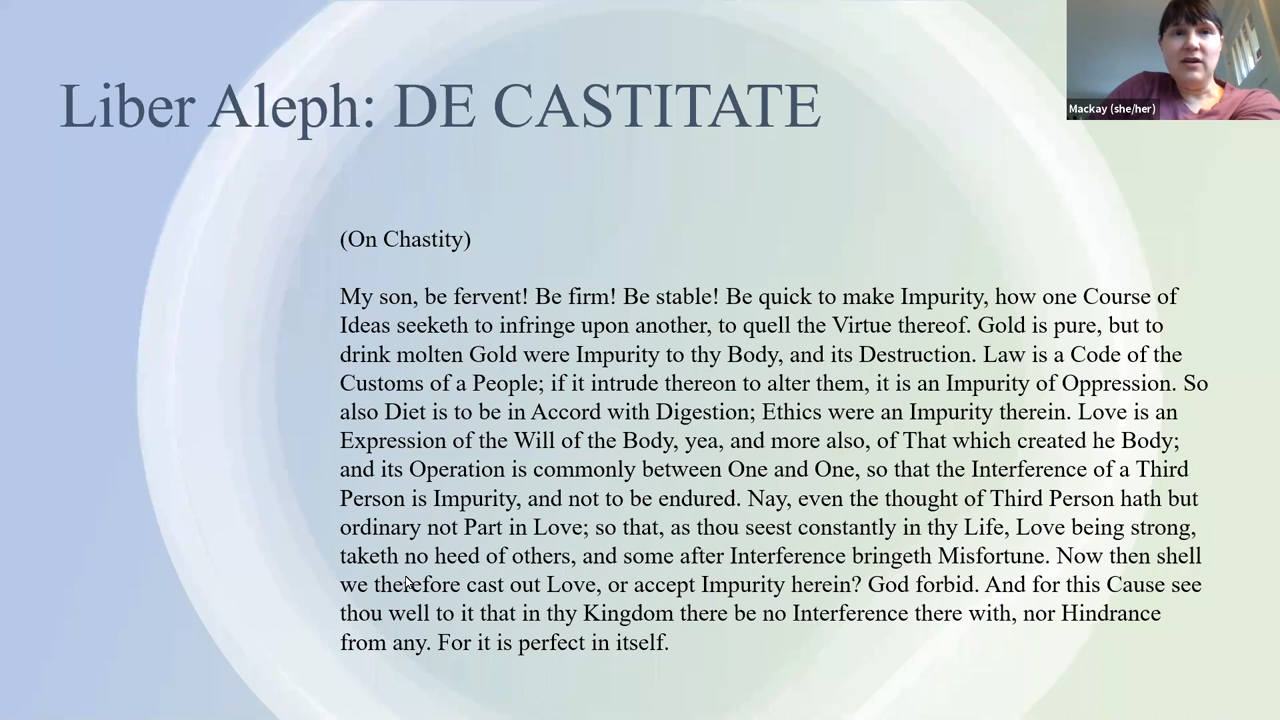 Liber Aleph: DE CASTITATE
Mackay (she/her)
(On Chastity)
My son, be fervent! Be firm! Be stable! Be quick to make Impurity, how one Course of
Ideas seeketh to infringe upon another, to quell the Virtue thereof. Gold is pure, but to
drink molten Gold were Impurity to thy Body, and its Destruction. Law is a Code of the
Customs of a People; if it intrude thereon to alter them, it is an Impurity of Oppression. So
also Diet is to be in Accord with Digestion; Ethics were an Impurity therein. Love is an
Expression of the Will of the Body, yea, and more also, of That which created he Body;
and its Operation is commonly between One and One, so that the Interference of a Third
Person is Impurity, and not to be endured. Nay, even the thought of Third Person hath but
ordinary not Part in Love; so that, as thou seest constantly in thy Life, Love being strong,
taketh no heed of others, and some after Interference bringeth Misfortune. Now then shell
we therefore cast out Love, or accept Impurity herein? God forbid. And for this Cause see
thou well to it that in thy Kingdom there be no Interference there with, nor Hindrance
from any. For it is perfect in itself.